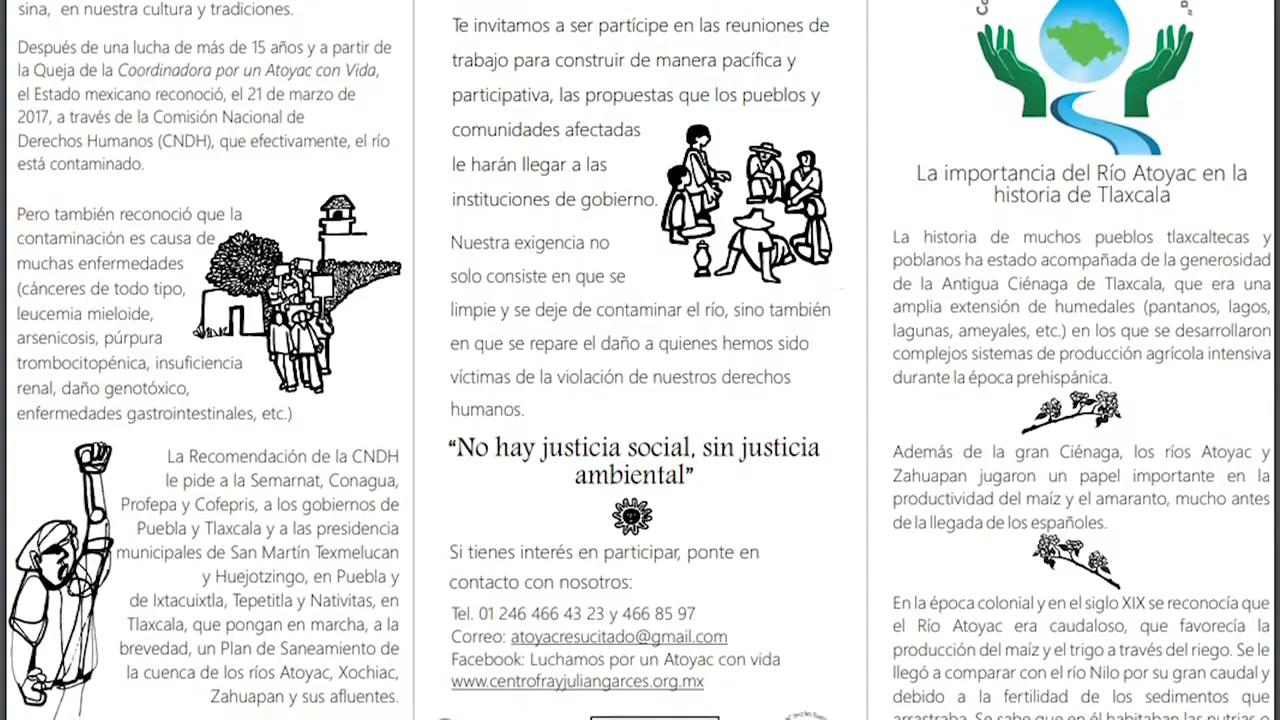 sina, en nuestra cultura y tradiciones.
Después de una lucha de más de 15 años y a partir de
la Queja de la Coordinadora por un Atoyac con Vida,
el Estado mexicano reconoció, el 21 de marzo de
2017, a través de la Comisión Nacional de
Derechos Humanos (CNDH), que efectivamente, el río
está contaminado.
Pero también reconoció que la
contaminación es causa de
muchas enfermedades
(cánceres de todo tipo,
leucemia mieloide,
arsenicosis, púrpura
trombocitopénica, insuficiencia
renal, daño genotóxico,
enfermedades gastrointestinales, etc.)
La Recomendación de la CNDH
le pide a la Semarnat, Conagua,
Profepa y Cofepris, a los gobiernos de
Puebla y Tlaxcala y a las presidencia
municipales de San Martín Texmelucan
y Huejotzingo, en Puebla y
de Ixtacuixtla, Tepetitla y Nativitas, en
Tlaxcala, que pongan en marcha, a la
brevedad, un Plan de Saneamiento de
la cuenca de los ríos Atoyac, Xochiac,
Zahuapan y sus afluentes.
Te invitamos a ser partícipe en las reuniones de
trabajo para construir de manera pacífica y
participativa, las propuestas que los pueblos y
comunidades afectadas
le harán llegar a las
instituciones de gobierno.
Nuestra exigencia no
solo consiste en que se
limpie y se deje de contaminar el río, sino también
en que se repare el daño a quienes hemos sido
víctimas de la violación de nuestros derechos
humanos.
“No hay justicia social, sin justicia
ambiental”
Si tienes interés en participar, ponte en
contacto con nosotros:
Tel. 01 246 466 43 23 y 466 85 97
Correo: atoyacresucitado@gmail.com
Facebook: Luchamos por un Atoyac con vida
www.centrofrayjuliangarces.org.mx
La importancia del Río Atoyac en la
historia de Tlaxcala
La historia de muchos pueblos tlaxcaltecas y
poblanos ha estado acompañada de la generosidad
de la Antigua Ciénaga de Tlaxcala, que era una
amplia extensión de humedales (pantanos, lagos,
lagunas, ameyales, etc.) en los que se desarrollaron
complejos sistemas de producción agrícola intensiva
durante la época prehispánica.
Además de la gran Ciénaga, los ríos Atoyac y
Zahuapan jugaron un papel importante en la
productividad del maíz y el amaranto, mucho antes
de la llegada de los españoles.
En la época colonial y en el siglo XIX se reconocía que
el Río Atoyac era caudaloso, que favorecía la
producción del maíz y el trigo a través del riego. Se le
llegó a comparar con el río Nilo por su gran caudal y
debido a la fertilidad de los sedimentos que
arrastraba. Se sabe que en él habitaban las nutrias o